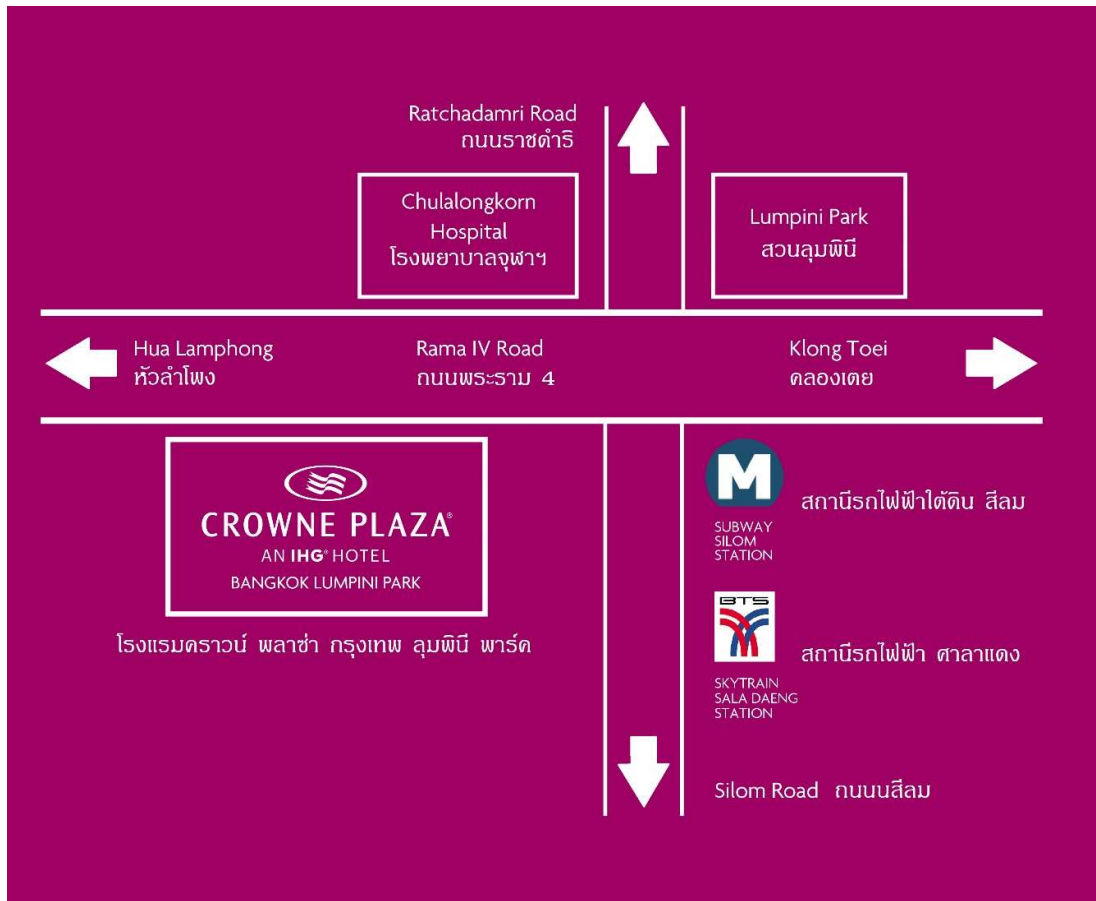 Ratchadamri Road
ถนนราชดำริ
Chulalongkorn
Hospital
โรงพยาบาลจุฬาฯ
Lumpini Park
สวนลุมพินี
Hua Lamphong
หัวลำโพง
Rama IV Road
ถนนพระราม 4
Klong Toei
คลองเตย
CROWNE PLAZA®
AN IHG® HOTEL
BANGKOK LUMPINI PARK
โรงแรมคราวน์ พลาซ่า กรุงเทพ ลุมพินี พาร์ค
M
SUBWAY
SILOM
STATION
สถานีรถไฟฟ้าใต้ดิน สีลม
BTS
SKYTRAIN
SALA DAENG
STATION
สถานีรถไฟฟ้า ศาลาแดง
Silom Road ถนนนสีลม